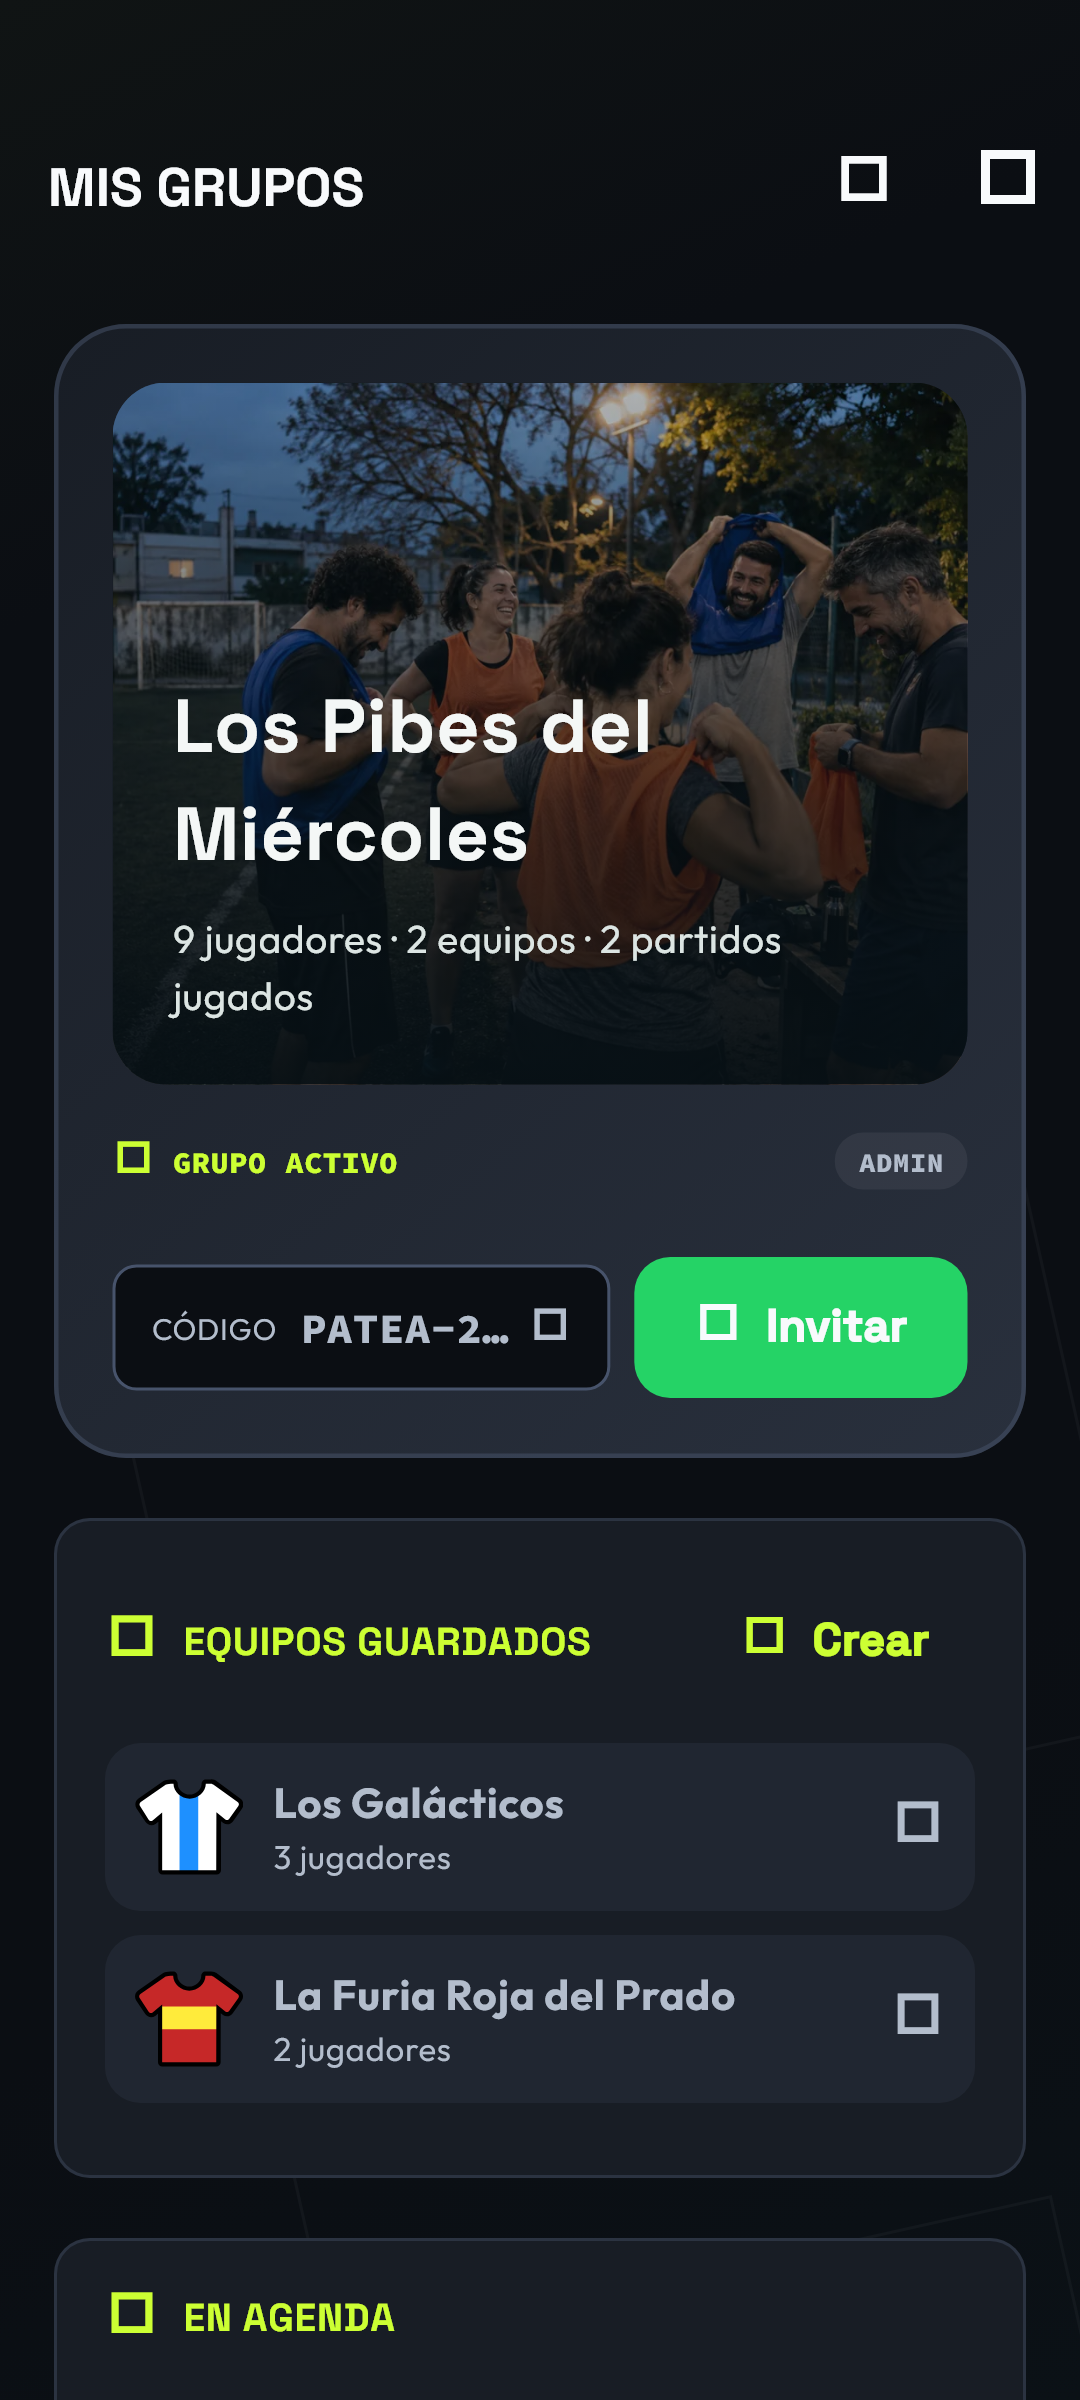 MIS GRUPOS
Los Pibes del
Miércoles
9 jugadores · 2 equipos · 2 partidos
jugados
GRUPO ACTIVO
ADMIN
CÓDIGO PATEA-2…
Invitar
EQUIPOS GUARDADOS
Crear
Los Galácticos
3 jugadores
La Furia Roja del Prado
2 jugadores
EN AGENDA